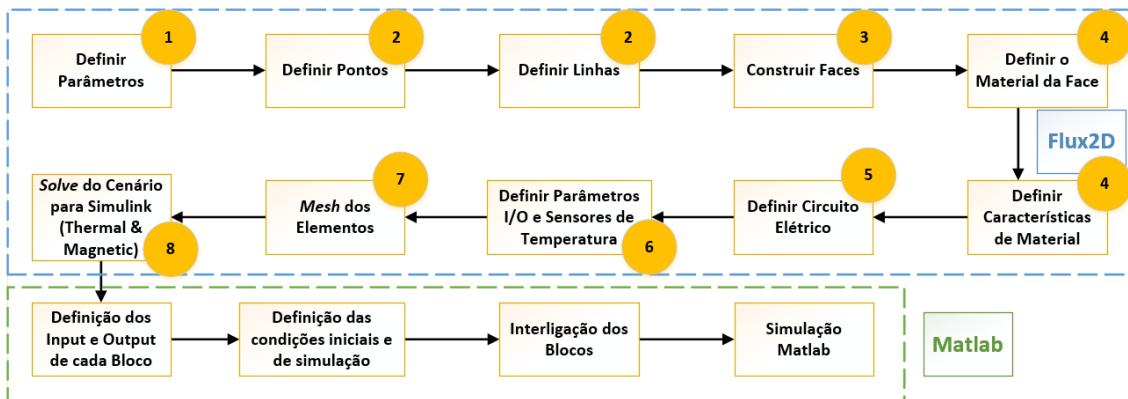 1
Definir
Parâmetros
2
Definir Pontos
2
Definir Linhas
3
Construir Faces
4
Definir o
Material da Face
Flux2D
Solve do Cenário
para Simulink
(Thermal &
Magnetic)
8
7
Mesh dos
Elementos
Definir Parâmetros
I/O e Sensores de
Temperatura
6
5
Definir Circuito
Elétrico
4
Definir
Características
de Material
Definição dos
Input e Output
de cada Bloco
Definição das
condições iniciais e
de simulação
Interligação dos
Blocos
Simulação
Matlab
Matlab